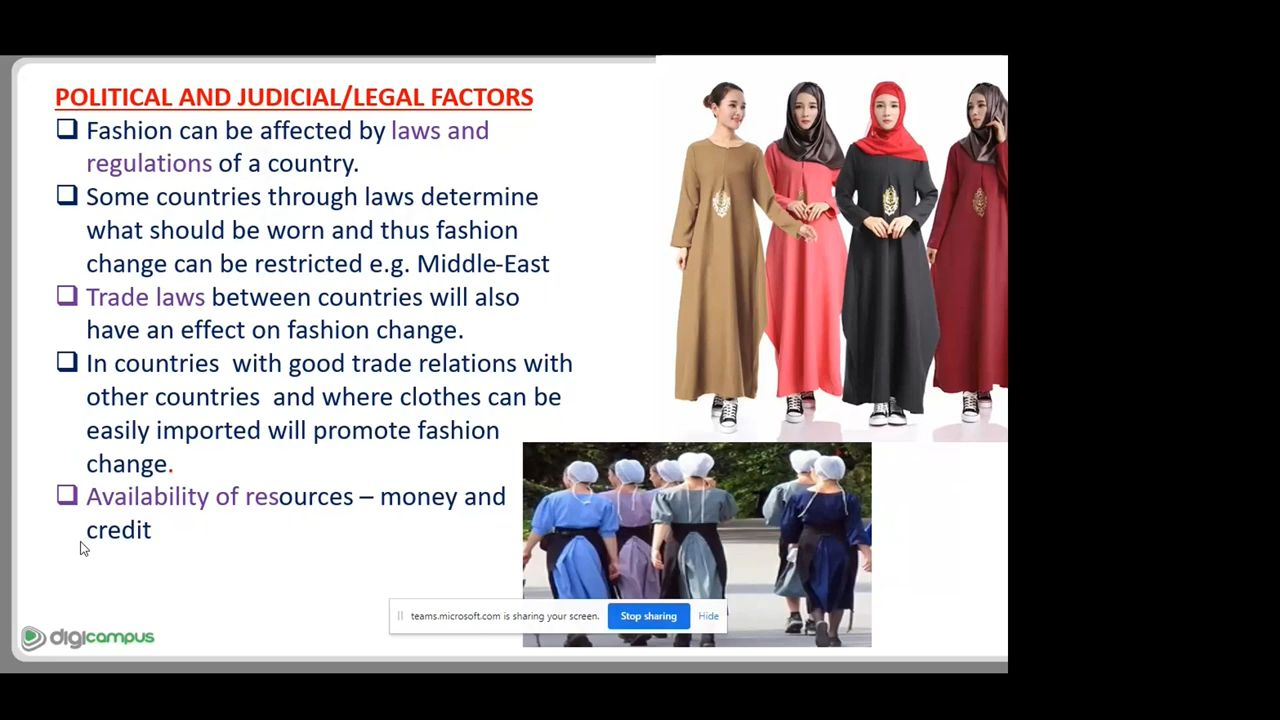 POLITICAL AND JUDICIAL/LEGAL FACTORS
Fashion can be affected by laws and
regulations of a country.
Some countries through laws determine
what should be worn and thus fashion
change can be restricted e.g. Middle-East
Trade laws between countries will also
have an effect on fashion change.
In countries  with good trade relations with
other countries  and where clothes can be
easily imported will promote fashion
change.
Availability of resources – money and
credit
teams.microsoft.com is sharing your screen.
Stop sharing
Hide
digicampus